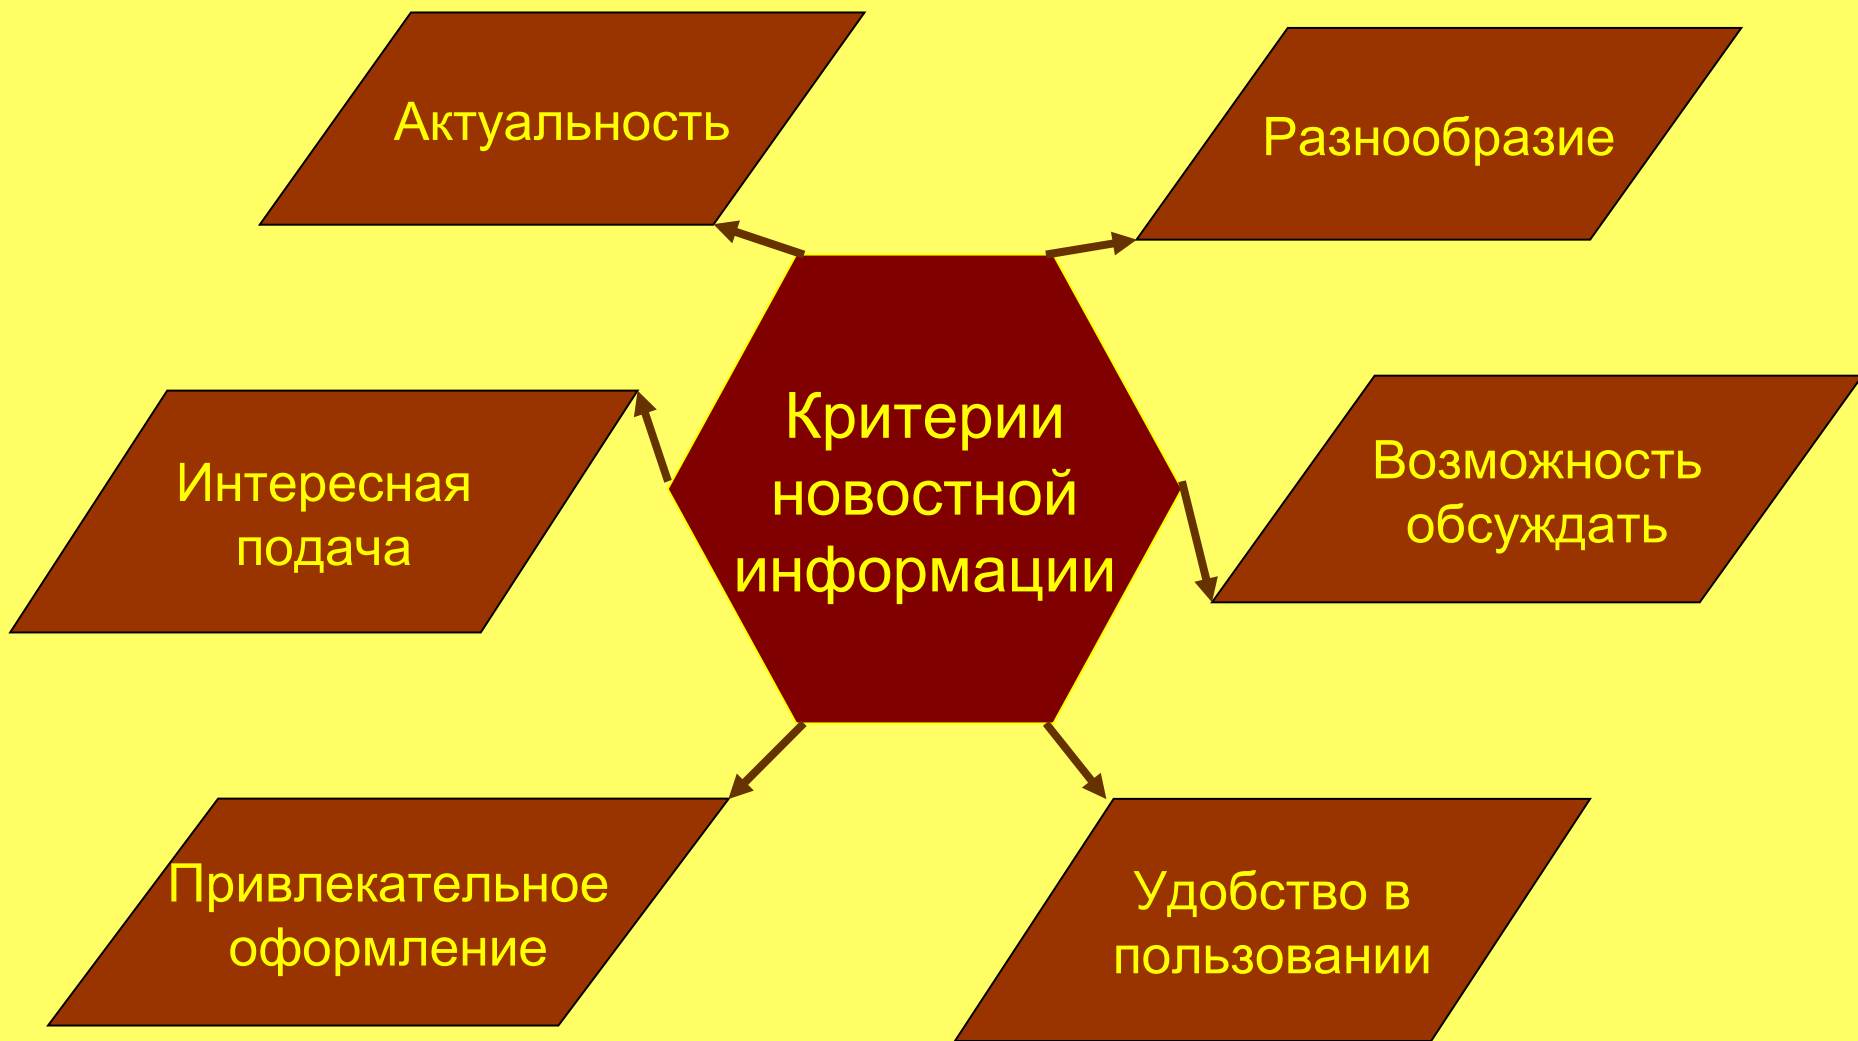 Актуальность
Разнообразие
Критерии
новостной
информации
Интересная
подача
Возможность
обсуждать
Привлекательное
оформление
Удобство в
пользовании